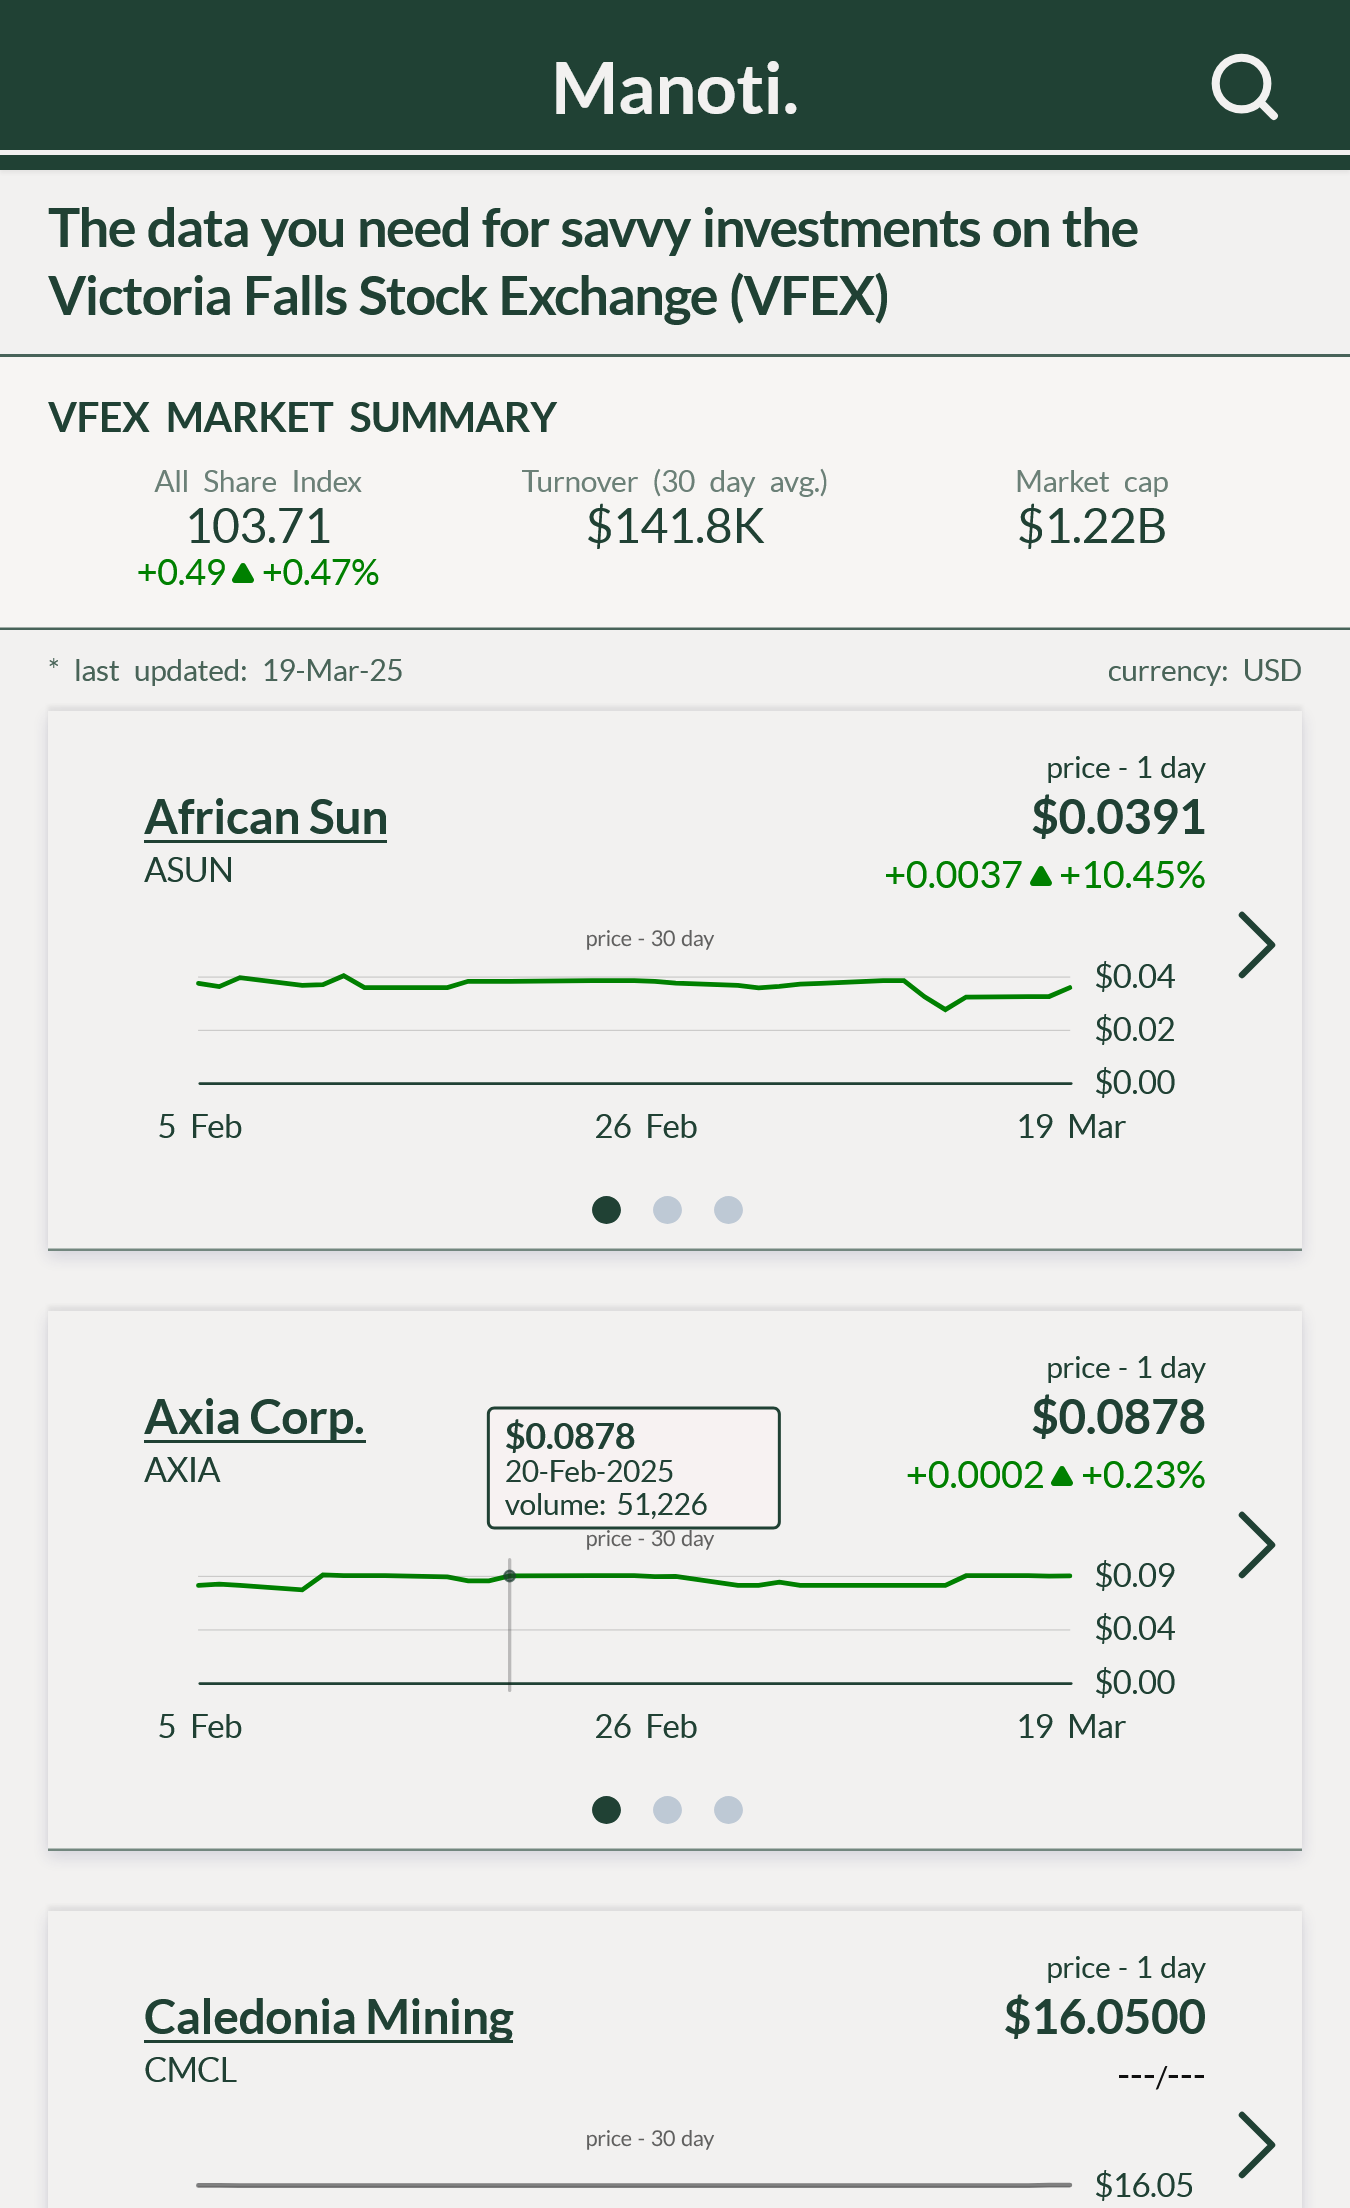 Manoti.
The data you need for savvy investments on the
Victoria Falls Stock Exchange (VFEX)
VFEX MARKET SUMMARY
All Share Index
103.71
+0.49▲+0.47%
Turnover (30 day avg.)
$141.8K
Market cap
$1.22B
* last updated: 19-Mar-25
currency: USD
African Sun
ASUN
price - 1 day
$0.0391
+0.0037▲+10.45%
price - 30 day
$0.04
$0.02
$0.00
5 Feb
26 Feb
19 Mar
Axia Corp.
AXIA
$0.0878
20-Feb-2025
volume: 51,226
price - 1 day
$0.0878
+0.0002▲+0.23%
price - 30 day
$0.09
$0.04
$0.00
5 Feb
26 Feb
19 Mar
Caledonia Mining
CMCL
price - 1 day
$16.0500
---/---
price - 30 day
$16.05